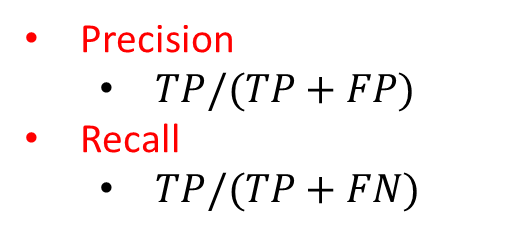 • Precision
• TP/(TP + FP)
• Recall
• TP/(TP + FN)